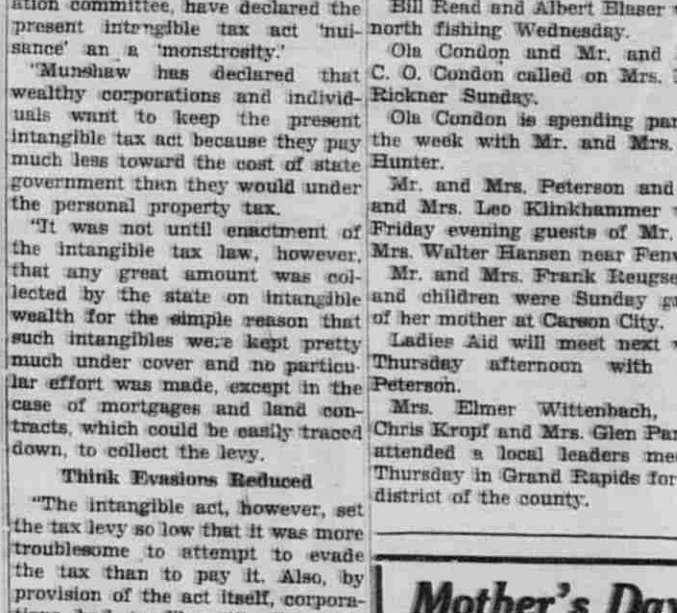 ation committee, have declared the
present intangible tax act 'nui-
sance' an a 'monstrosity.'
"Munshaw has declared that
wealthy corporations and individ-
uals want to keep the present
intangible tax act because they pay
much less toward the cost of state
government than they would under
the personal property tax.
"It was not until enactment of
the intangible tax law, however,
that any great amount was col-
lected by the state on intangible
wealth for the simple reason that
such intangibles were kept pretty
much under cover and no particu-
lar effort was made, except in the
case of mortgages and land con-
tracts, which could be easily traced
down, to collect the levy.
Think Evasions Reduced
"The intangible act, however, set
the tax levy so low that it was more
troublesome to attempt to evade
the tax than to pay it. Also, by
provision of the act itself, corpora-
Bill Read and Albert Blaser
north fishing Wednesday.
Ola Condon and Mr. and
C. O. Condon called on Mrs.
Rickner Sunday.
Ola Condon is spending par
the week with Mr. and Mrs.
Hunter.
Mr. and Mrs. Peterson and
and Mrs. Leo Klinkhammer
Friday evening guests of Mr.
Mrs. Walter Hansen near Fenw
Mr. and Mrs. Frank Reugse
and children were Sunday gu
of her mother at Carson City.
Ladies Aid will meet next
Thursday afternoon with
Peterson.
Mrs. Elmer Wittenbach,
Chris Kropf and Mrs. Glen Par
attended a local leaders mee
Thursday in Grand Rapids for
district of the county.
Mother's Day